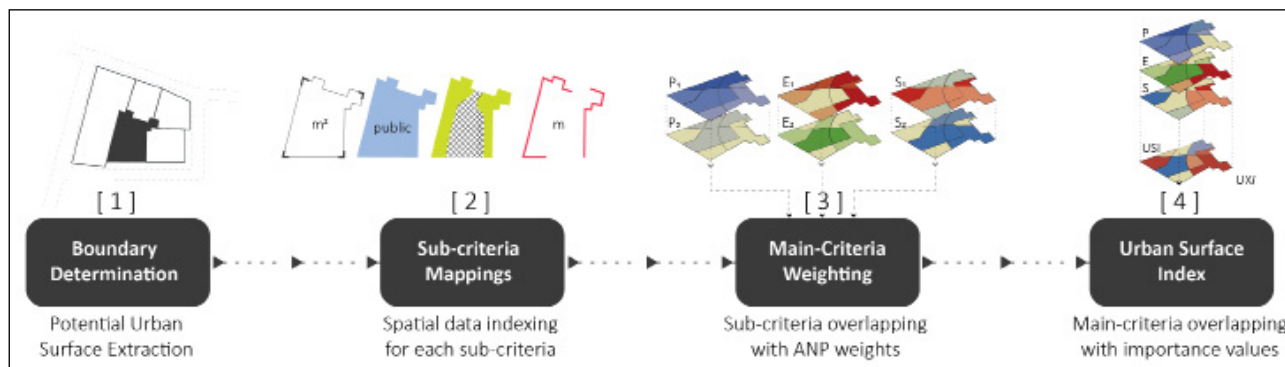 m²
public
m
P₁
E₁
S₁
P₂
E₂
S₂
P
E
S
USI
UXi
[ 1 ]
[ 2 ]
[ 3 ]
[ 4 ]
Boundary
Determination
Sub-criteria
Mappings
Main-Criteria
Weighting
Urban Surface
Index
Potential Urban
Surface Extraction
Spatial data indexing
for each sub-criteria
Sub-criteria overlapping
with ANP weights
Main-criteria overlapping
with importance values